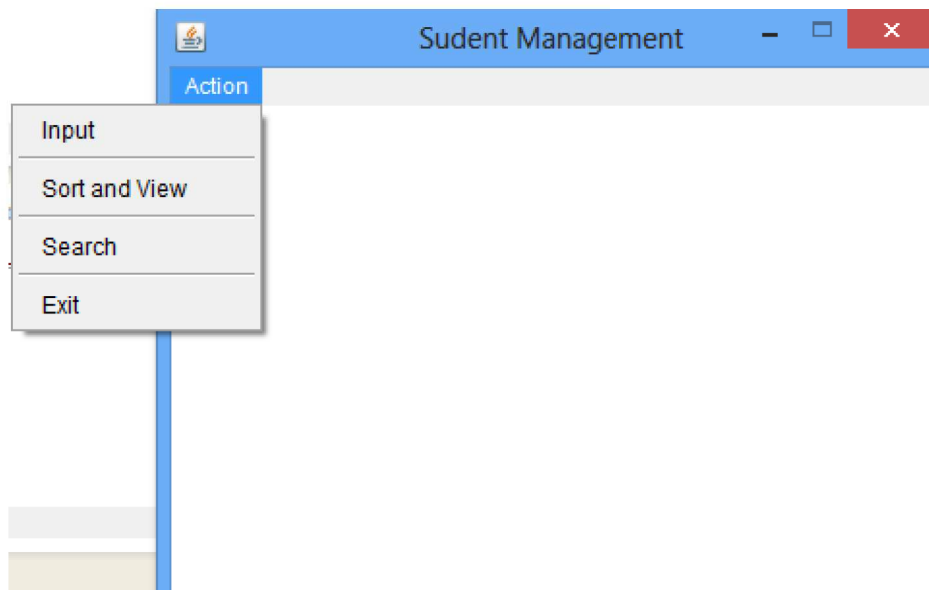 Sudent Management
Action
Input
Sort and View
Search
Exit